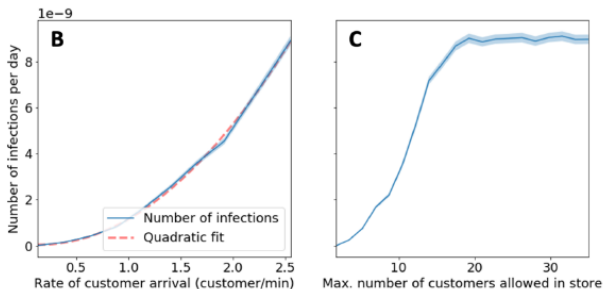 1e−9
B
C
Number of infections per day
8
6
4
2
0
Number of infections
Quadratic fit
0.5 1.0 1.5 2.0 2.5
10 20 30
Rate of customer arrival (customer/min)
Max. number of customers allowed in store